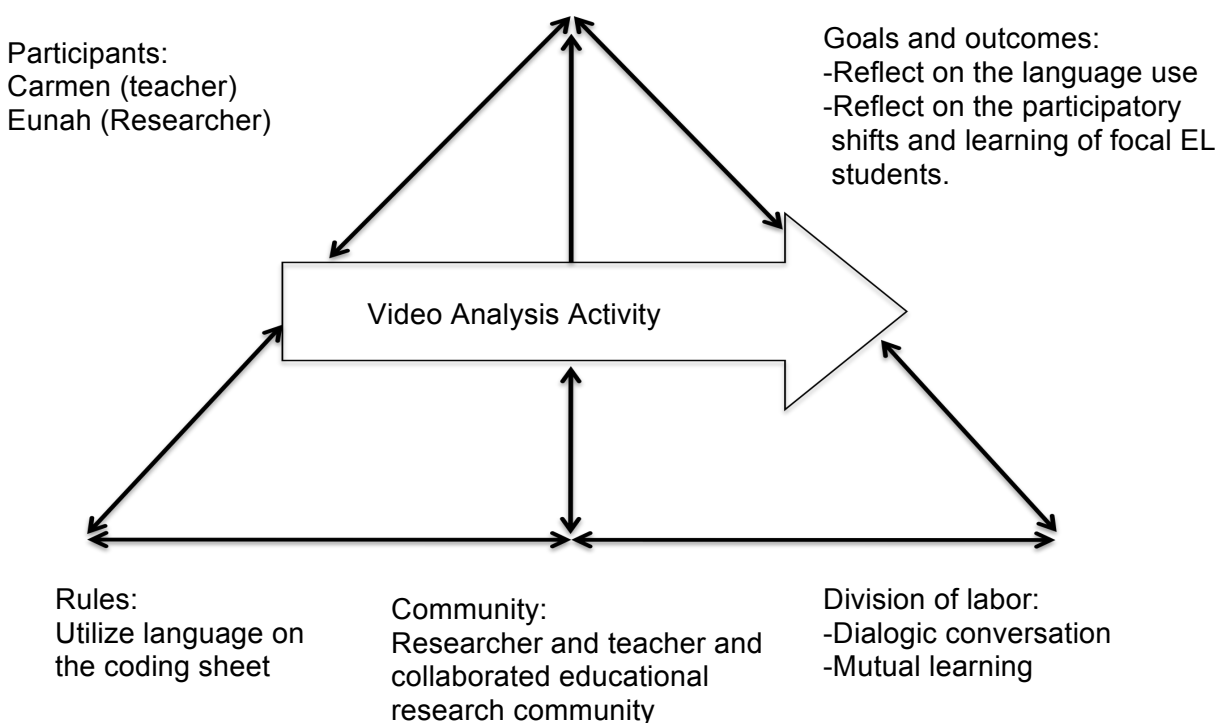 Participants:
Carmen (teacher)
Eunah (Researcher)
Goals and outcomes:
-Reflect on the language use
-Reflect on the participatory
shifts and learning of focal EL
students.
Video Analysis Activity
Rules:
Utilize language on
the coding sheet
Community:
Researcher and teacher and
collaborated educational
research community
Division of labor:
-Dialogic conversation
-Mutual learning